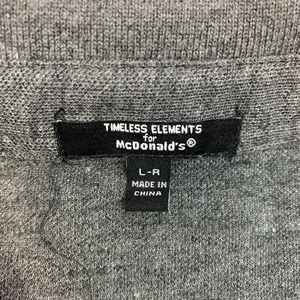 TIMELESS ELEMENTS
for
McDonald's®
L-R
MADE IN
CHINA